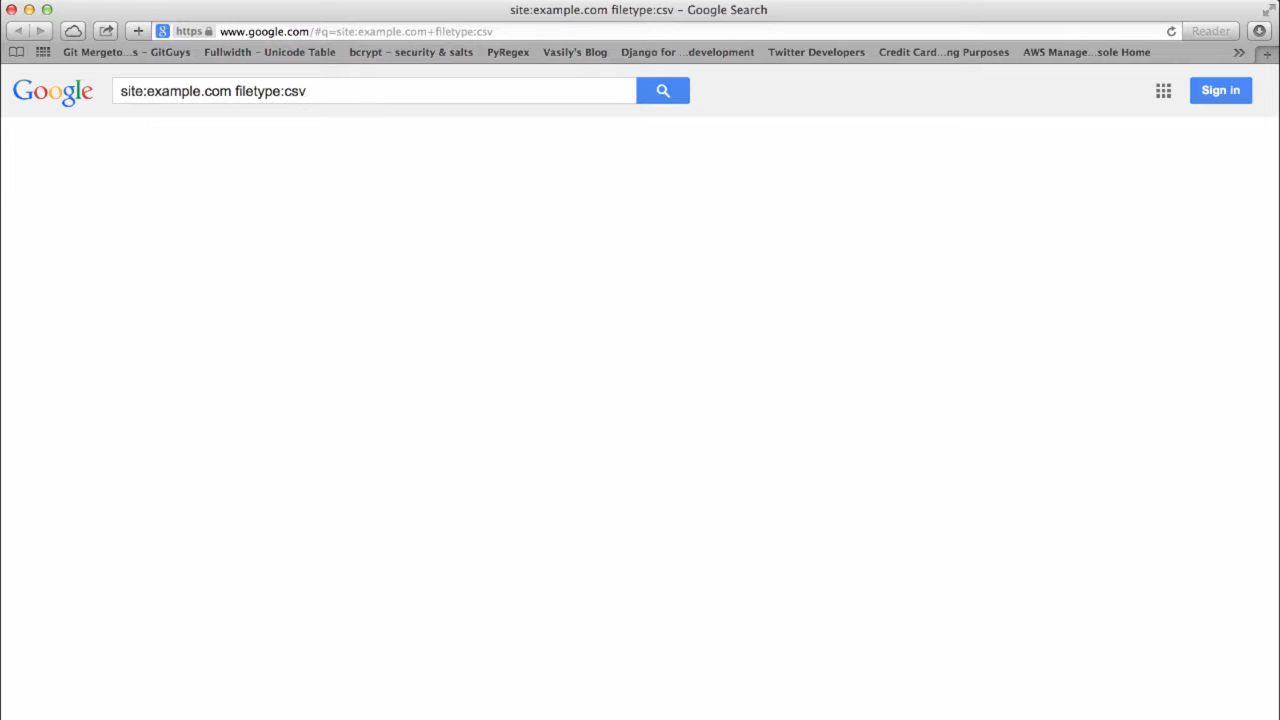 site:example.com filetype:csv – Google Search
https www.google.com/#q=site:example.com+filetype:csv Reader
Git Mergeto...s – GitGuys Fullwidth – Unicode Table bcrypt – security & salts PyRegex Vasily's Blog Django for ...development Twitter Developers Credit Card...ng Purposes AWS Manage...sole Home
Google site:example.com filetype:csv Sign in